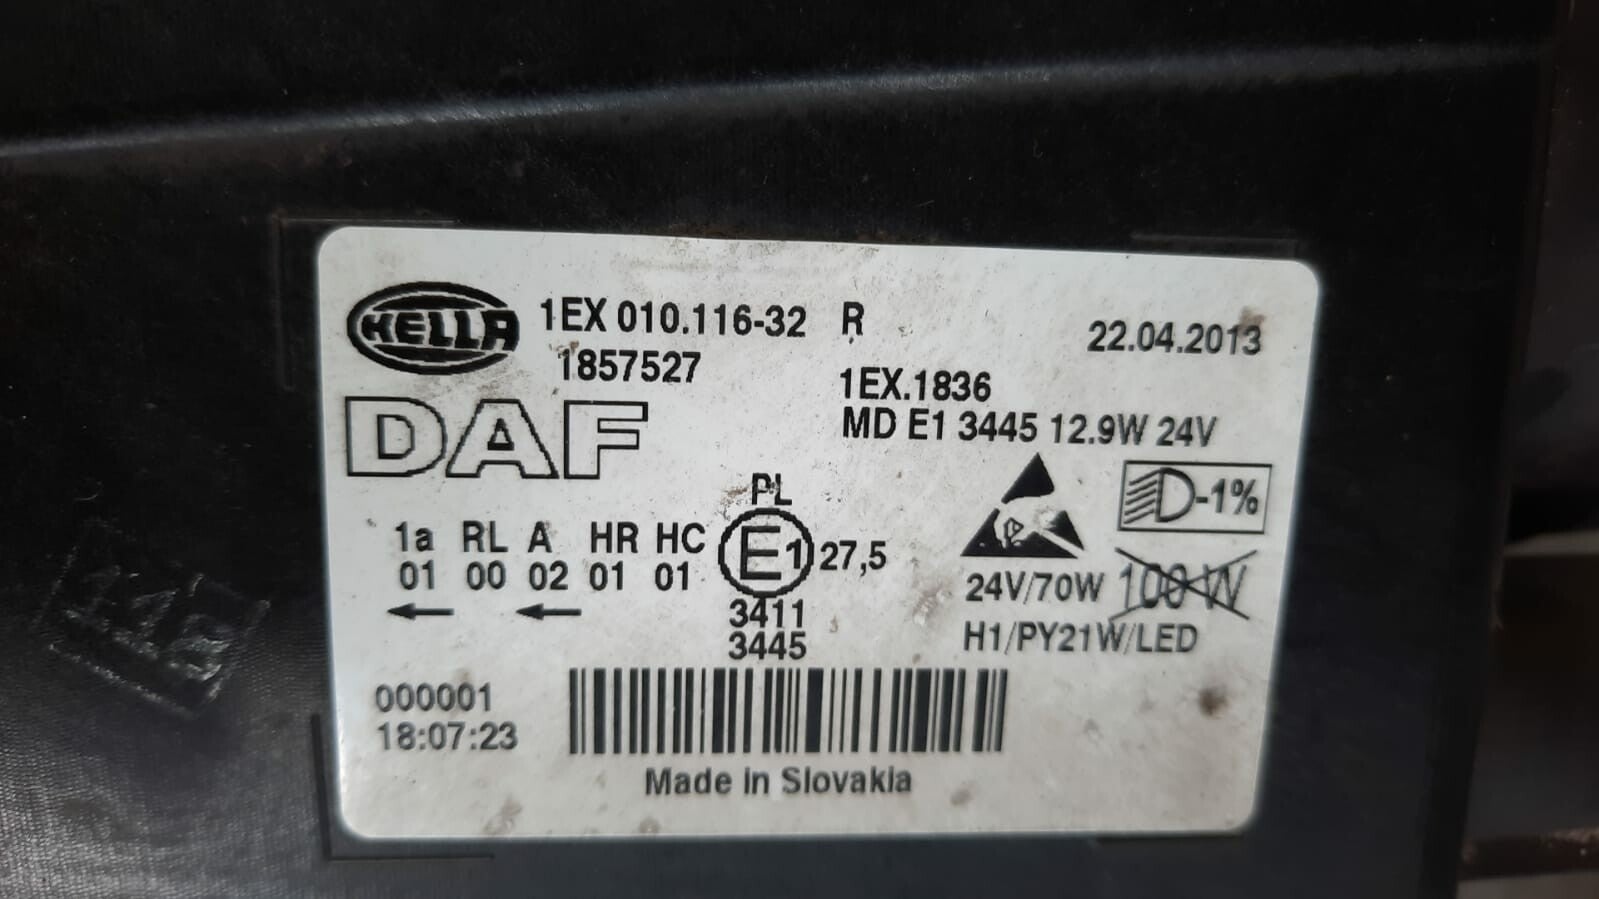 HELLA 1EX 010.116-32 R 22.04.2013
1857527
1EX.1836
DAF
MD E1 3445 12.9W 24V
PL
D-1%
1a RL A HR HC E1 27,5
01 00 02 01 01
24V/70W 100 W
3411
3445
H1/PY21W/LED
000001
18:07:23
Made in Slovakia